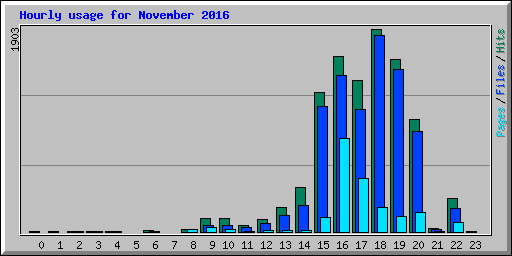 Hourly usage for November 2016
1903
Pages / Files / Hits
0 1 2 3 4 5 6 7 8 9 10 11 12 13 14 15 16 17 18 19 20 21 22 23